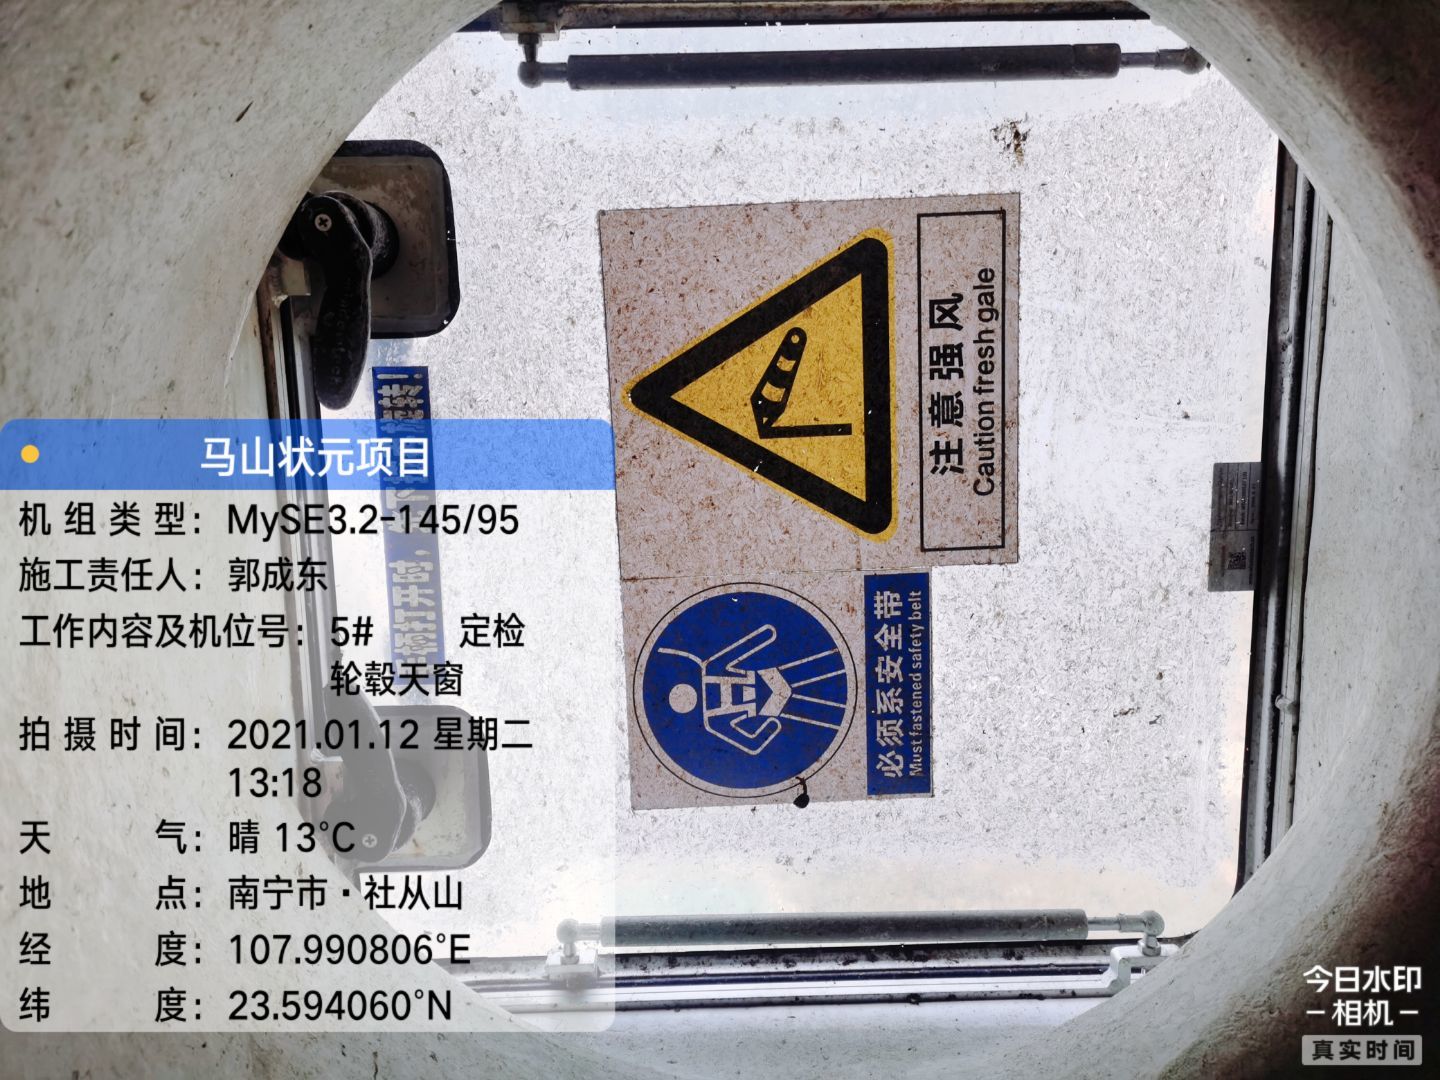 注意强风
Caution fresh gale
必须系安全带
Must fastened safety belt
马山状元项目
机组类型：MySE3.2-145/95
施工责任人：郭成东
工作内容及机位号：5# 定检
轮毂天窗
拍摄时间：2021.01.12 星期二
13:18
天气：晴 13°C
地点：南宁市·社从山
经度：107.990806°E
纬度：23.594060°N
今日水印
-相机-
真实时间